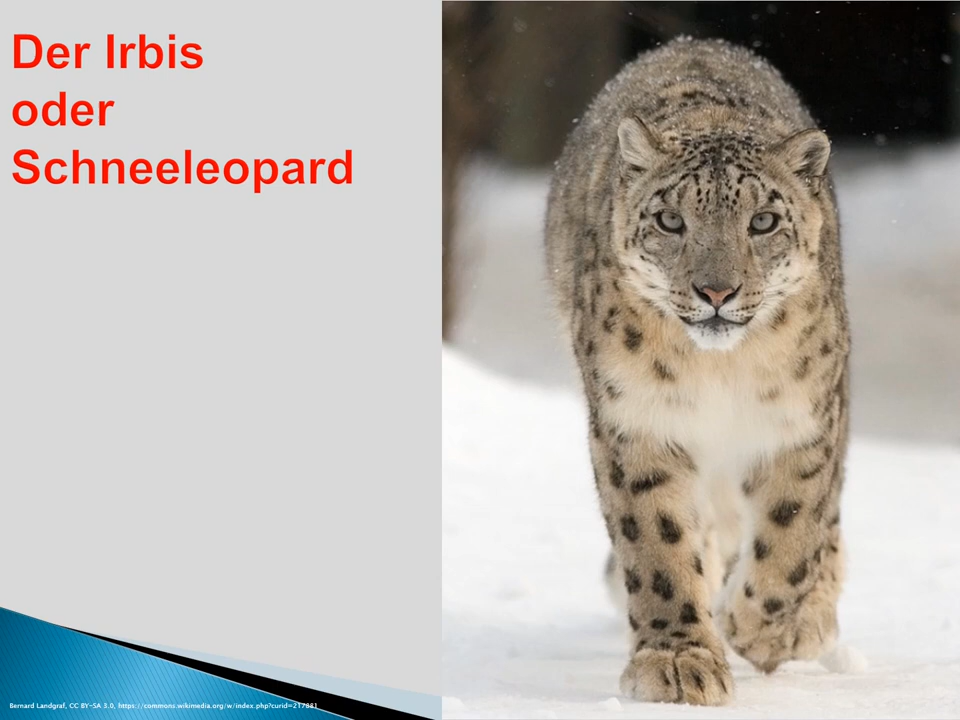 Der Irbis
oder
Schneeleopard
Bernard Landgraf, CC BY-SA 3.0, https://commons.wikimedia.org/w/index.php?curid=217881